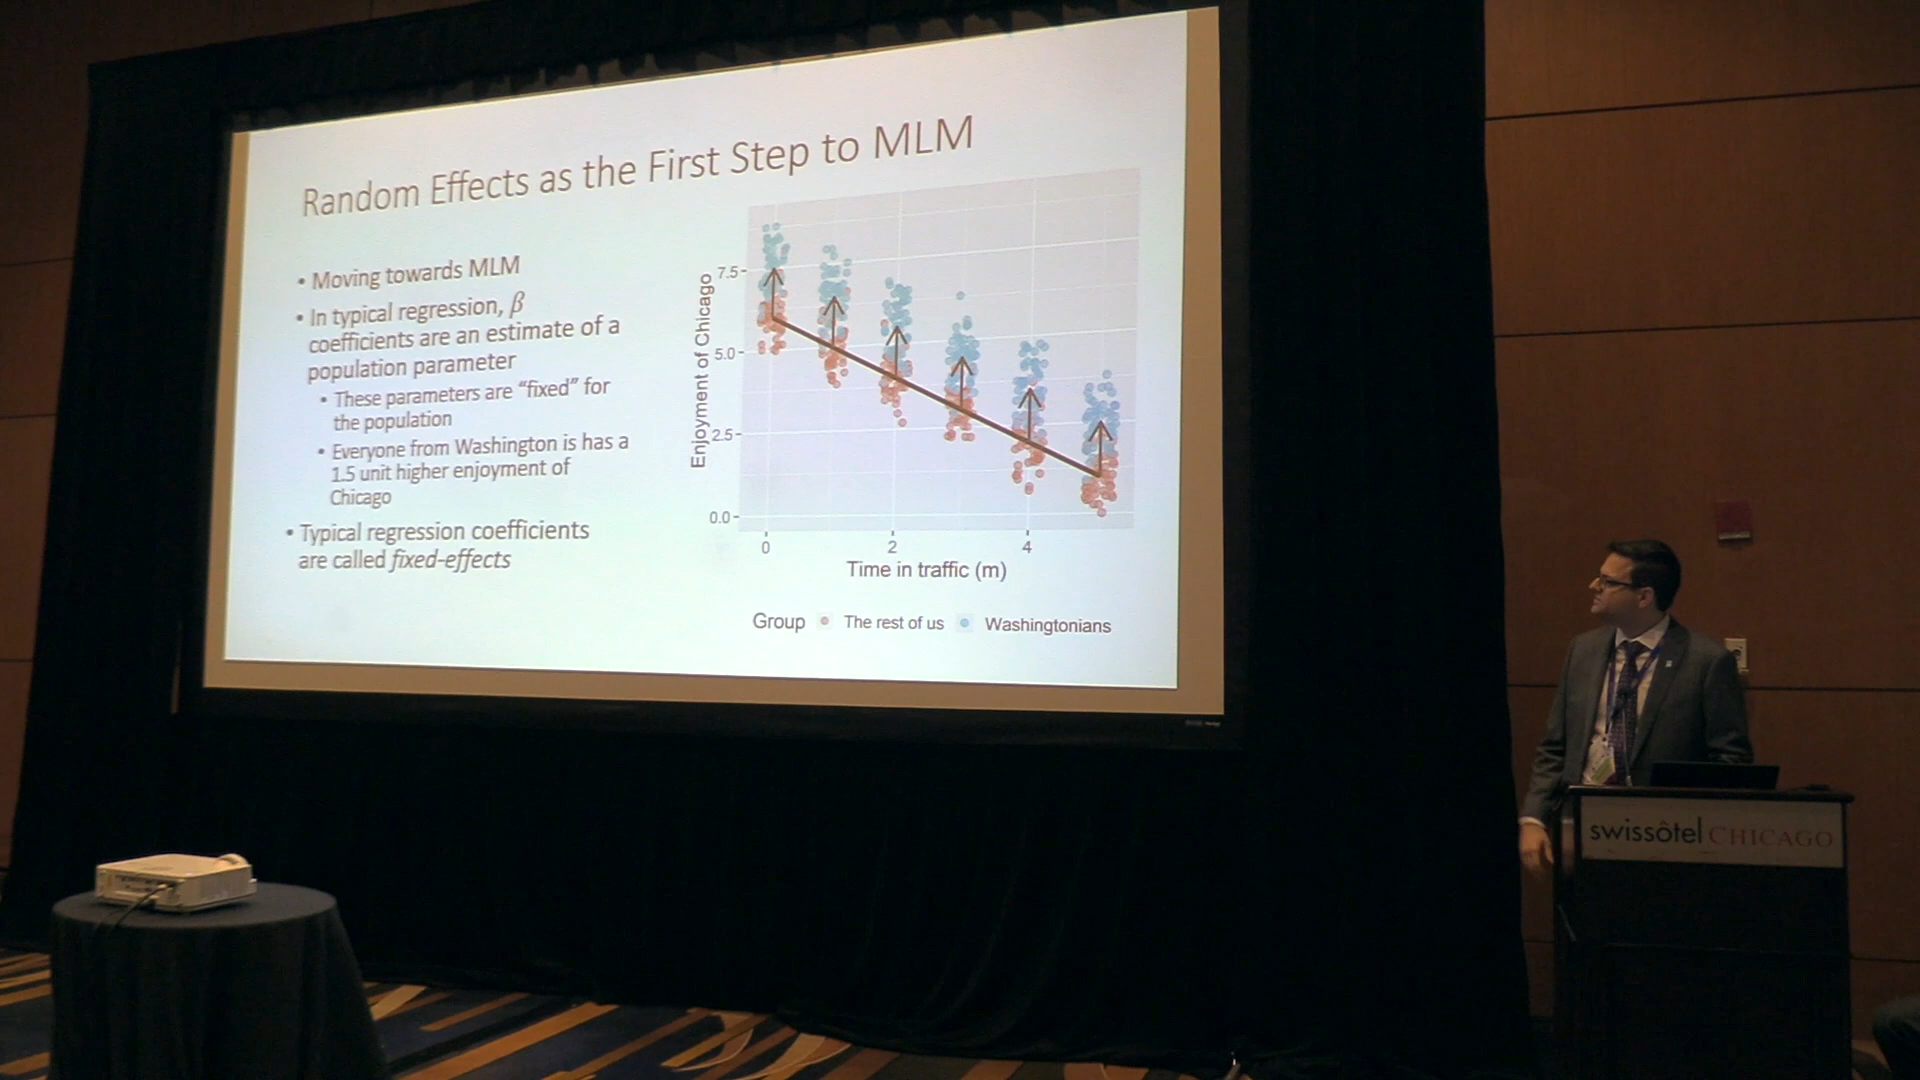 Random Effects as the First Step to MLM
• Moving towards MLM
• In typical regression, β
coefficients are an estimate of a
population parameter
• These parameters are “fixed” for
the population
• Everyone from Washington is has a
1.5 unit higher enjoyment of
Chicago
• Typical regression coefficients
are called fixed-effects
Enjoyment of Chicago
7.5
5.0
2.5
0.0
0 2 4
Time in traffic (m)
Group The rest of us Washingtonians
swissôtel CHICAGO